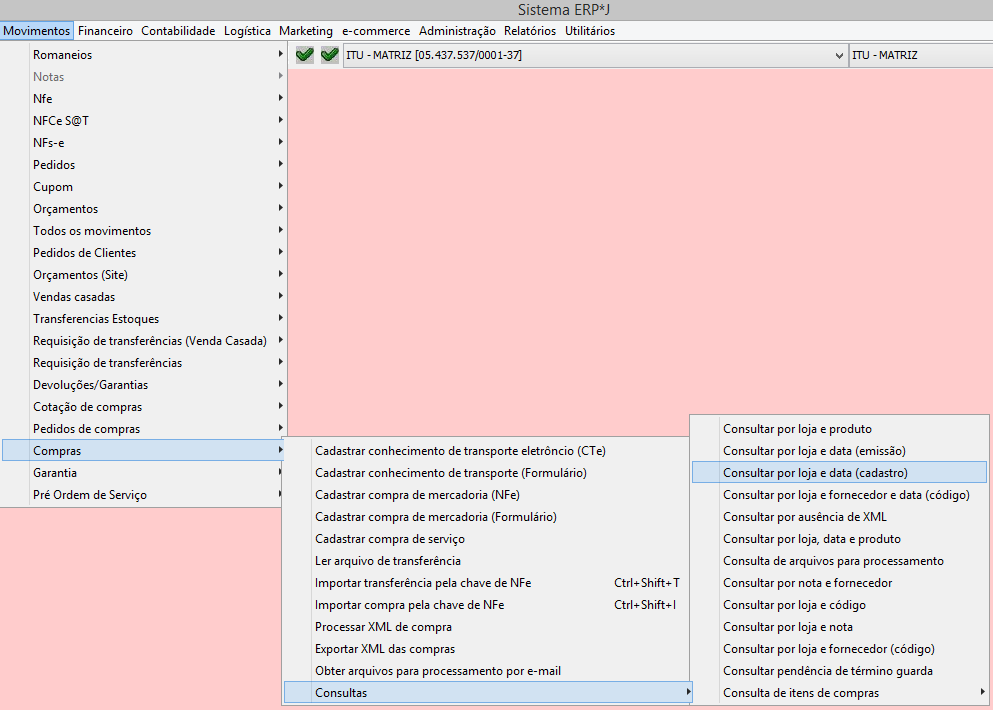 Sistema ERP*J
Movimentos Financeiro Contabilidade Logística Marketing e-commerce Administração Relatórios Utilitários
ITU - MATRIZ [05.437.537/0001-37] ITU - MATRIZ
Romaneios
Notas
Nfe
NFCe S@T
NFs-e
Pedidos
Cupom
Orçamentos
Todos os movimentos
Pedidos de Clientes
Orçamentos (Site)
Vendas casadas
Transferencias Estoques
Requisição de transferências (Venda Casada)
Requisição de transferências
Devoluções/Garantias
Cotação de compras
Pedidos de compras
Compras
Garantia
Pré Ordem de Serviço
Cadastrar conhecimento de transporte eletrôncio (CTe)
Cadastrar conhecimento de transporte (Formulário)
Cadastrar compra de mercadoria (NFe)
Cadastrar compra de mercadoria (Formulário)
Cadastrar compra de serviço
Ler arquivo de transferência
Importar transferência pela chave de NFe Ctrl+Shift+T
Importar compra pela chave de NFe Ctrl+Shift+I
Processar XML de compra
Exportar XML das compras
Obter arquivos para processamento por e-mail
Consultas
Consultar por loja e produto
Consultar por loja e data (emissão)
Consultar por loja e data (cadastro)
Consultar por loja e fornecedor e data (código)
Consultar por ausência de XML
Consultar por loja, data e produto
Consulta de arquivos para processamento
Consultar por nota e fornecedor
Consultar por loja e código
Consultar por loja e nota
Consultar por loja e fornecedor (código)
Consultar pendência de término guarda
Consulta de itens de compras